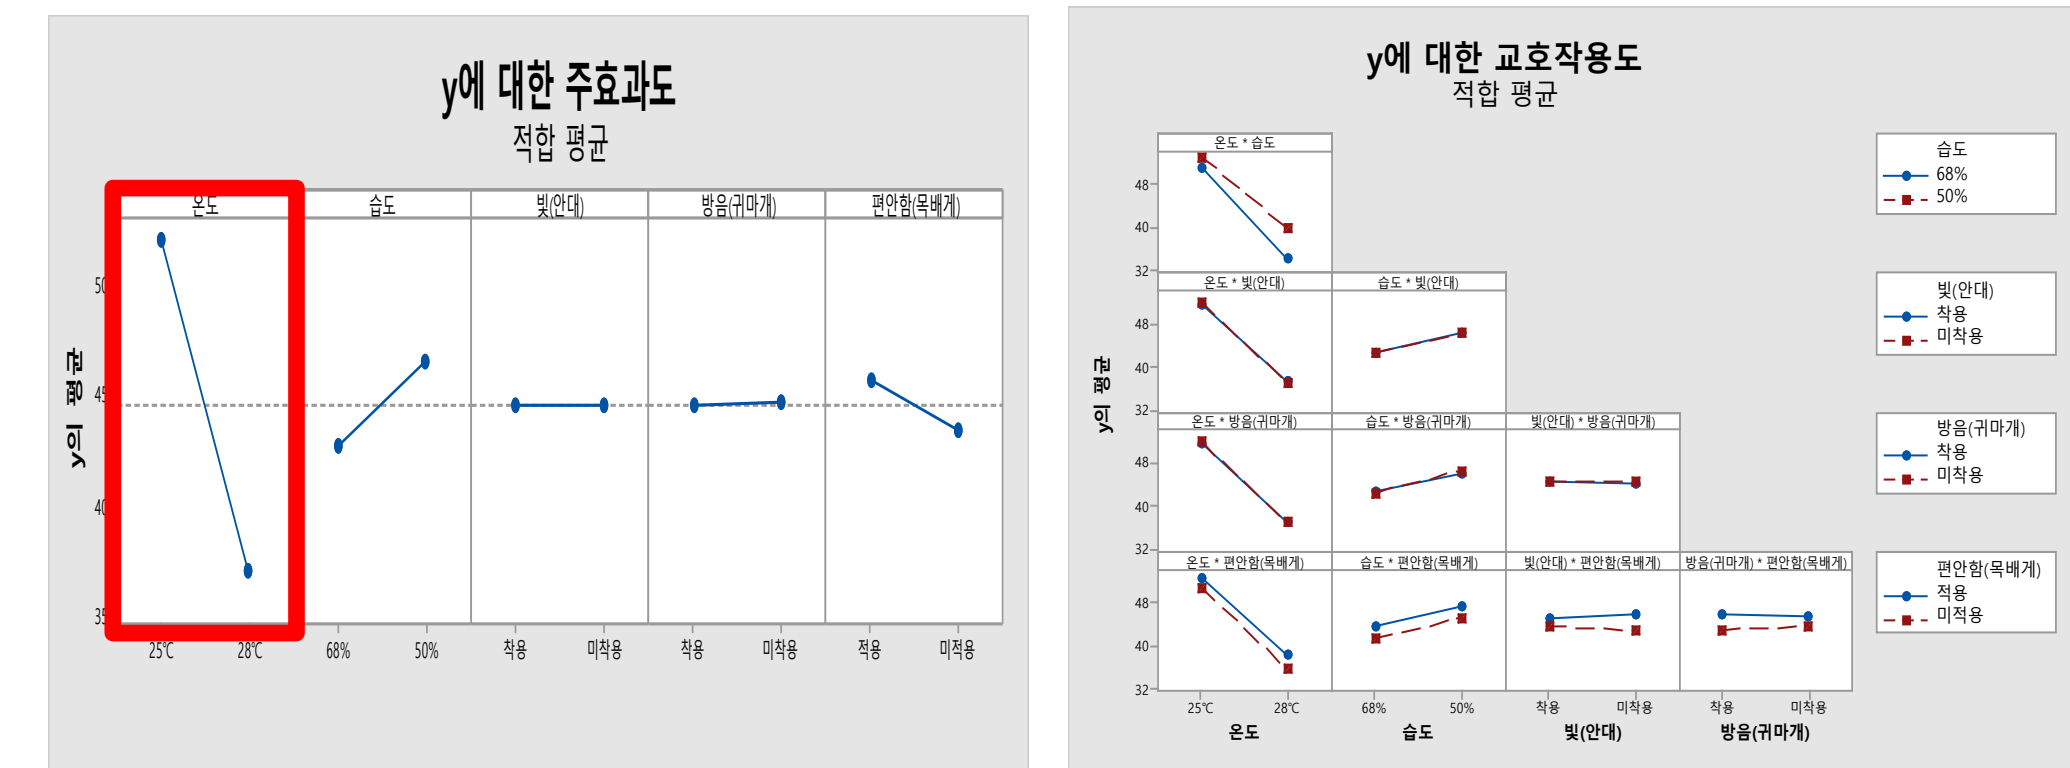 y에 대한 주효과도
적합 평균
온도 습도 빛(안대) 방음(귀마개) 편안함(목배게)
y의 평균
45
40
25℃ 28℃ 68% 50% 착용 미착용 착용 미착용 적용 미적용
y에 대한 교호작용도
적합 평균
온도 * 습도
48
40
32
온도 * 빛(안대) 습도 * 빛(안대)
48
40
32
온도 * 방음(귀마개) 습도 * 방음(귀마개) 빛(안대) * 방음(귀마개)
48
40
32
온도 * 편안함(목배게) 습도 * 편안함(목배게) 빛(안대) * 편안함(목배게) 방음(귀마개) * 편안함(목배게)
48
40
32
y의 평균
25℃ 28℃ 68% 50% 착용 미착용 착용 미착용
온도 습도 빛(안대) 방음(귀마개)
습도
68%
50%
빛(안대)
착용
미착용
방음(귀마개)
착용
미착용
편안함(목배게)
적용
미적용